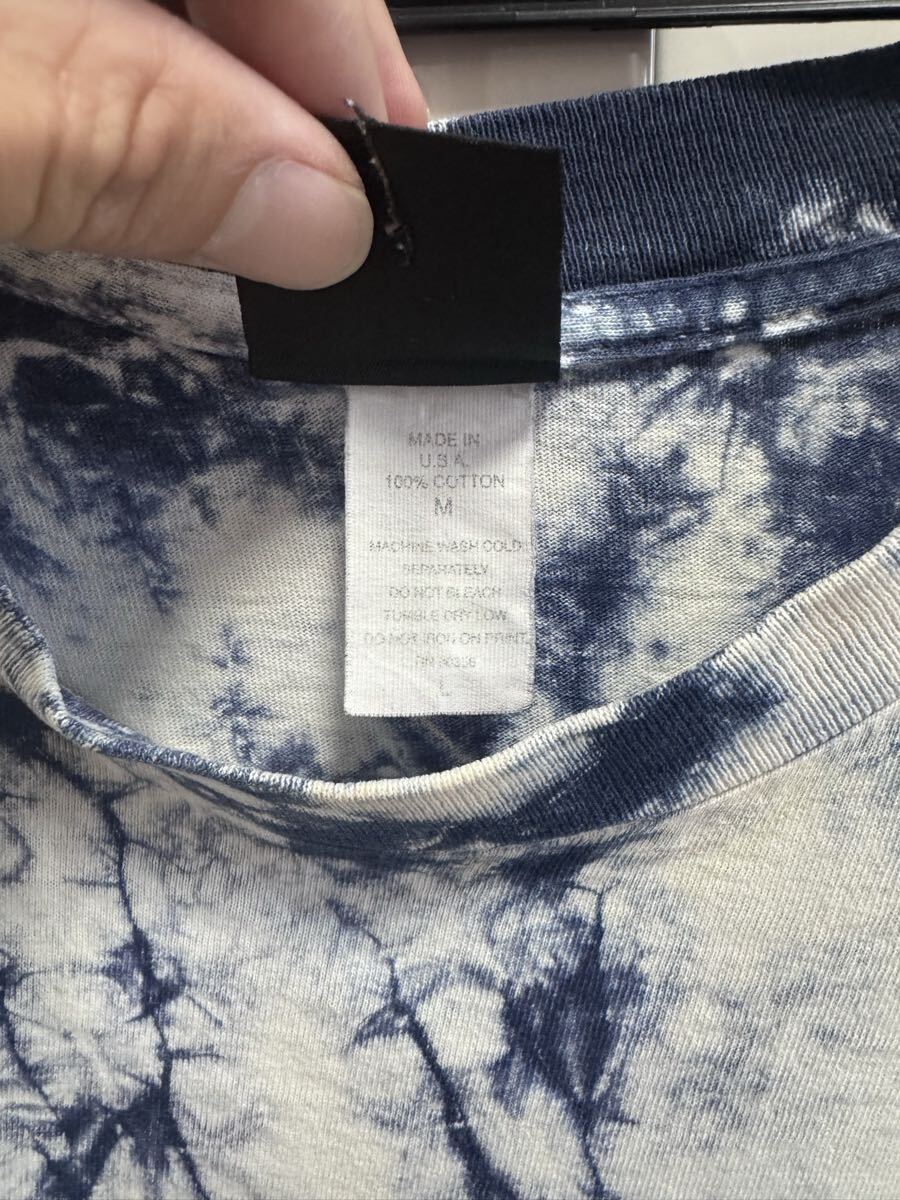 MADE IN
U.S.A.
100% COTTON
M
MACHINE WASH COLD
SEPARATELY
DO NOT BLEACH
TUMBLE DRY LOW
DO NOT IRON ON PRINT
RN
L